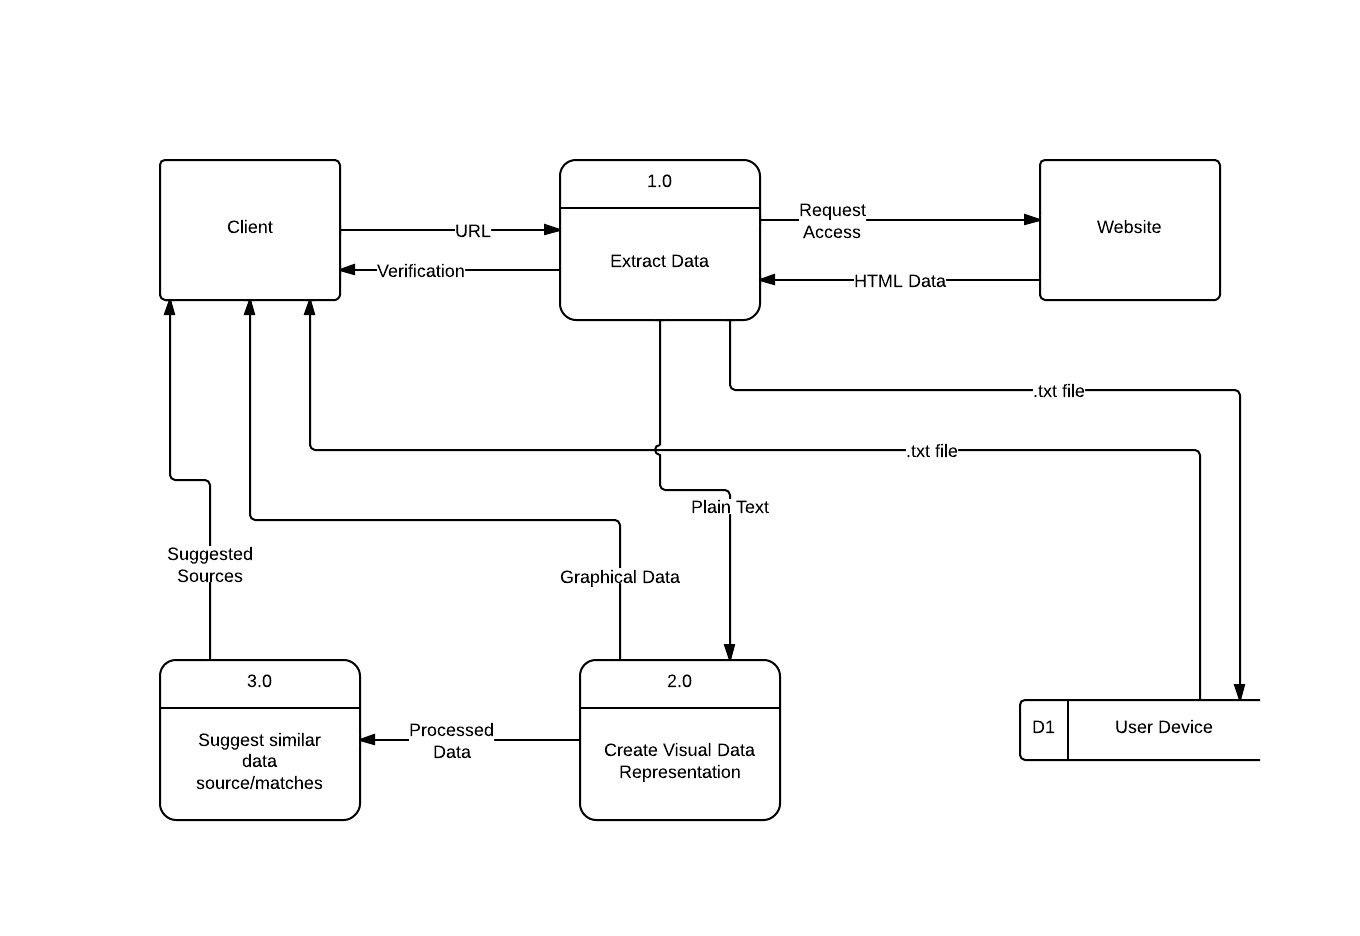 1.0
Client
URL
Verification
Extract Data
Request
Access
HTML Data
Website
.txt file
.txt file
Plain Text
Suggested
Sources
Graphical Data
3.0
Suggest similar
data
source/matches
Processed
Data
2.0
Create Visual Data
Representation
D1
User Device